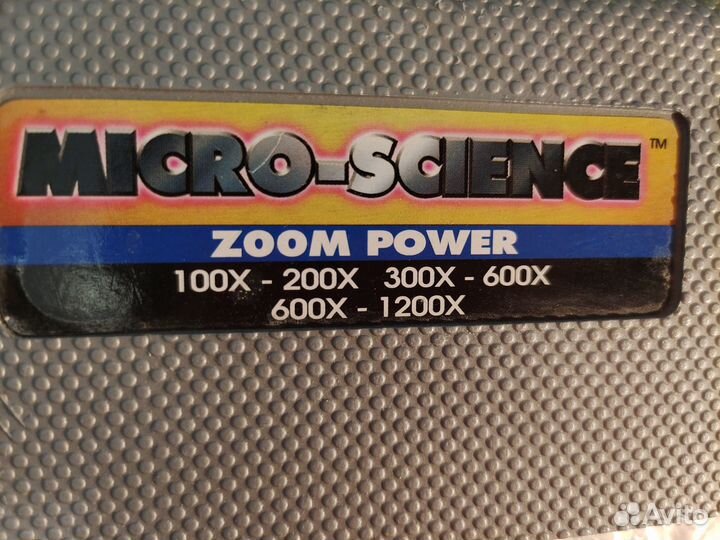 MICRO-SCIENCE™
ZOOM POWER
100X - 200X 300X - 600X
600X - 1200X
Avito